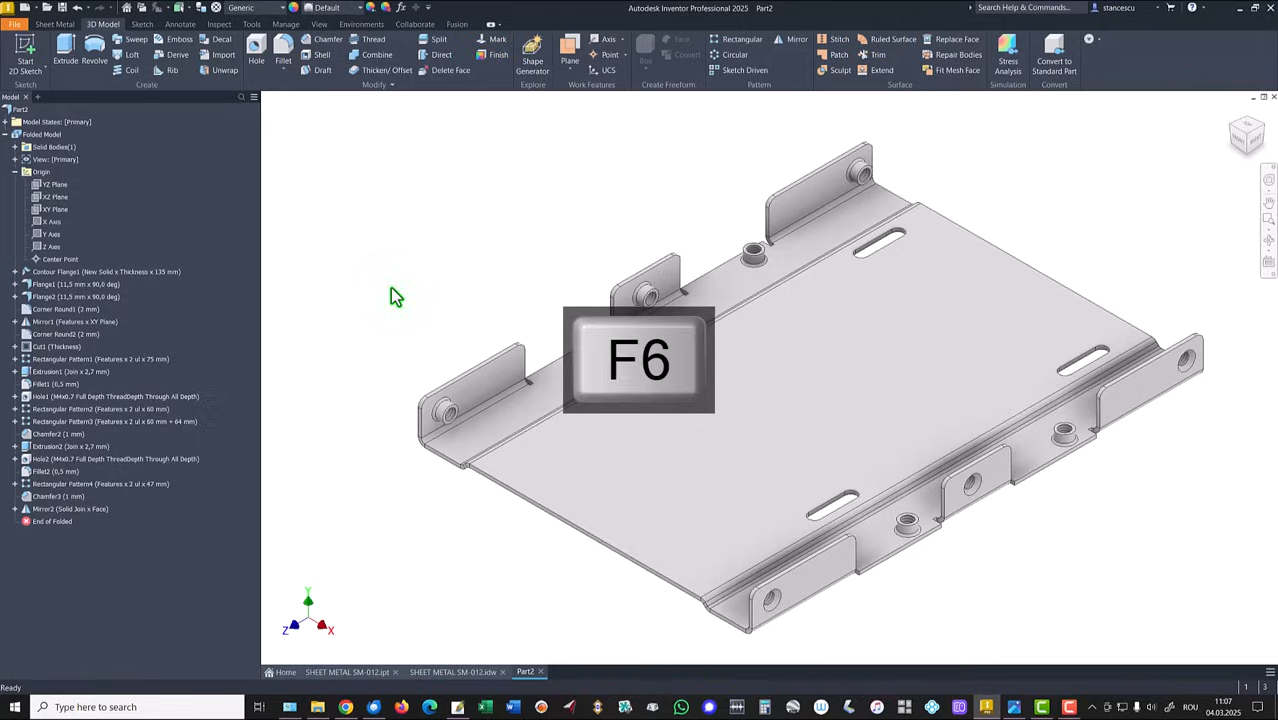 Generic
Default
Autodesk Inventor Professional 2025 Part2
Search Help & Commands...
stancescu
File
Sheet Metal
3D Model
Sketch
Annotate
Inspect
Tools
Manage
View
Environments
Collaborate
Fusion
Start
2D Sketch
Extrude
Revolve
Sweep
Loft
Coil
Emboss
Derive
Rib
Decal
Import
Unwrap
Hole
Fillet
Chamfer
Shell
Draft
Thread
Combine
Thicken/ Offset
Split
Direct
Delete Face
Mark
Finish
Shape
Generator
Plane
Axis
Point
UCS
Box
Face
Convert
Rectangular
Circular
Sketch Driven
Mirror
Stitch
Patch
Sculpt
Ruled Surface
Trim
Extend
Replace Face
Repair Bodies
Fit Mesh Face
Stress
Analysis
Convert to
Standard Part
Sketch
Create
Modify
Explore
Work Features
Create Freeform
Pattern
Surface
Simulation
Convert
Model
Part2
Model States: [Primary]
Folded Model
Solid Bodies(1)
View: [Primary]
Origin
YZ Plane
XZ Plane
XY Plane
X Axis
Y Axis
Z Axis
Center Point
Contour Flange1 (New Solid x Thickness x 135 mm)
Flange1 (11,5 mm x 90,0 deg)
Flange2 (11,5 mm x 90,0 deg)
Corner Round1 (2 mm)
Mirror1 (Features x XY Plane)
Corner Round2 (2 mm)
Cut1 (Thickness)
Rectangular Pattern1 (Features x 2 ul x 75 mm)
Extrusion1 (Join x 2,7 mm)
Fillet1 (0,5 mm)
Hole1 (M4x0.7 Full Depth ThreadDepth Through All Depth)
Rectangular Pattern2 (Features x 2 ul x 60 mm)
Rectangular Pattern3 (Features x 2 ul x 60 mm + 64 mm)
Chamfer2 (1 mm)
Extrusion2 (Join x 2,7 mm)
Hole2 (M4x0.7 Full Depth ThreadDepth Through All Depth)
Fillet2 (0,5 mm)
Rectangular Pattern4 (Features x 2 ul x 47 mm)
Chamfer3 (1 mm)
Mirror2 (Solid Join x Face)
End of Folded
F6
TOP
FRONT
RIGHT
Y
Z
X
Home
SHEET METAL SM-012.ipt
SHEET METAL SM-012.idw
Part2
Ready
1
3
Type here to search
ROU
11:07
04.03.2025